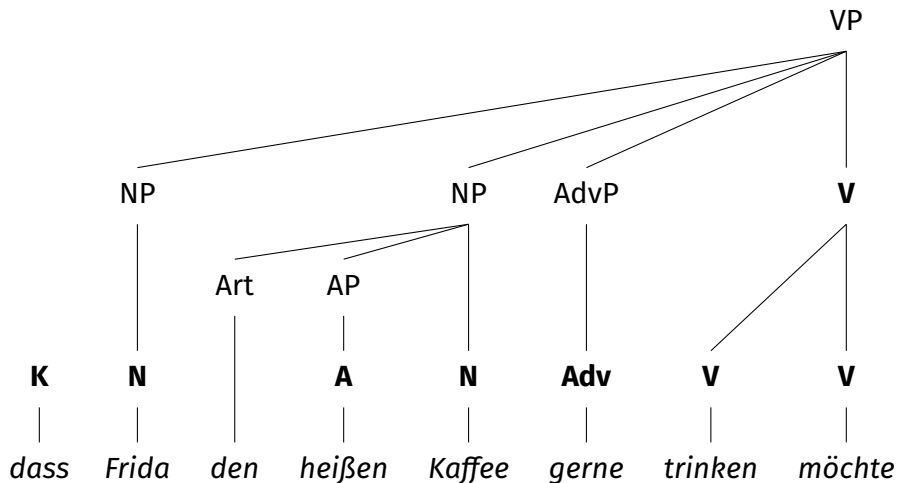 VP
NP NP AdvP V
Art AP
K N A N Adv V V
dass Frida den heißen Kaffee gerne trinken möchte